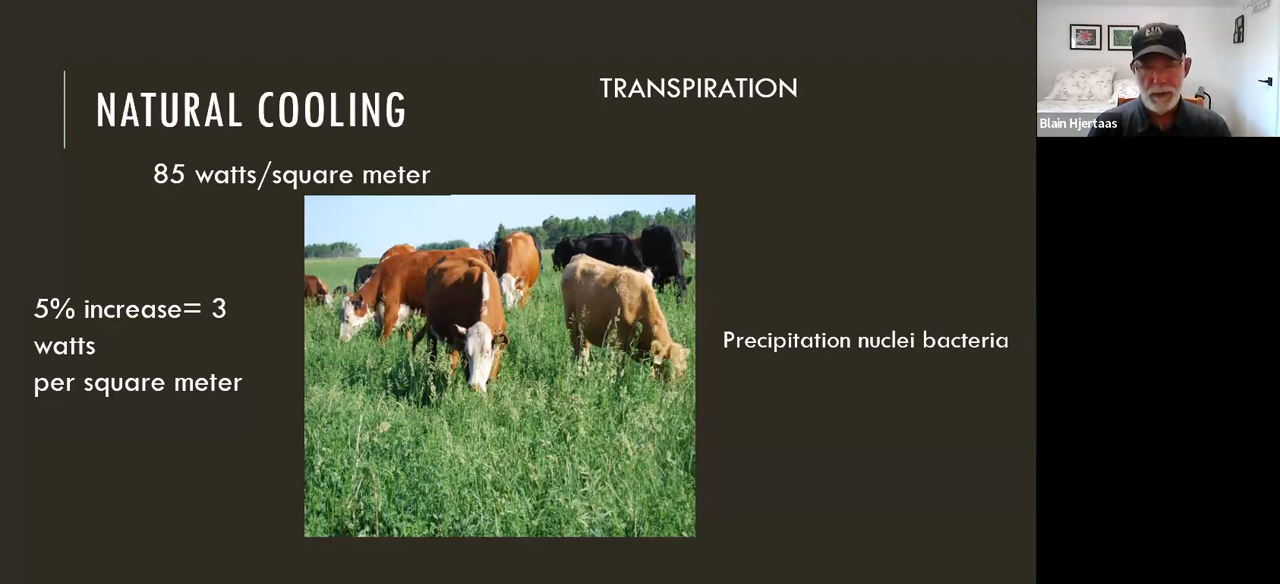 NATURAL COOLING
TRANSPIRATION
85 watts/square meter
5% increase= 3
watts
per square meter
Precipitation nuclei bacteria
Blain Hjertaas